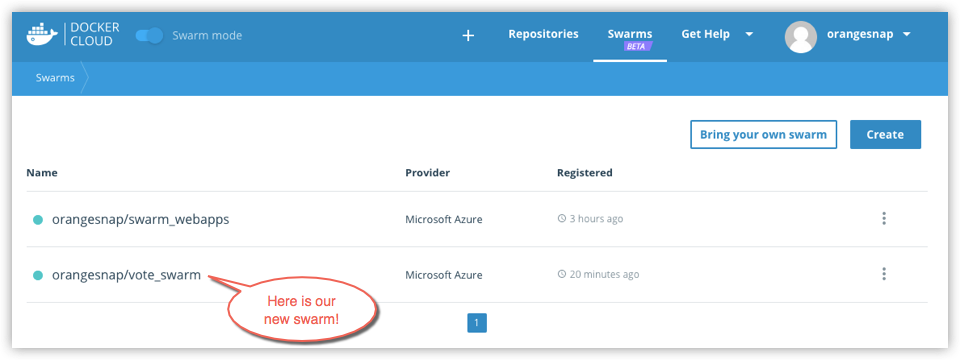 DOCKER
CLOUD
Swarm mode
+
Repositories
Swarms
BETA
Get Help
orangesnap
Swarms
Bring your own swarm
Create
Name
Provider
Registered
orangesnap/swarm_webapps
Microsoft Azure
3 hours ago
orangesnap/vote_swarm
Microsoft Azure
20 minutes ago
Here is our
new swarm!
1